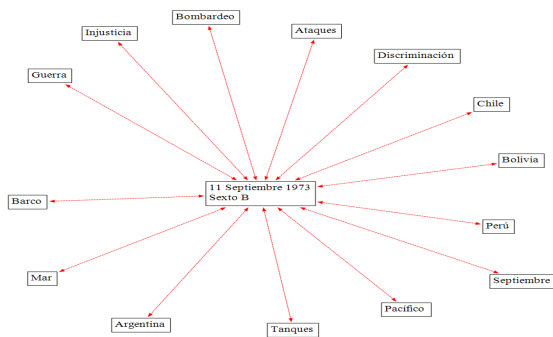 Bombardeo
Injusticia
Ataques
Discriminación
Guerra
Chile
Bolivia
11 Septiembre 1973
Sexto B
Barco
Perú
Mar
Septiembre
Pacífico
Argentina
Tanques